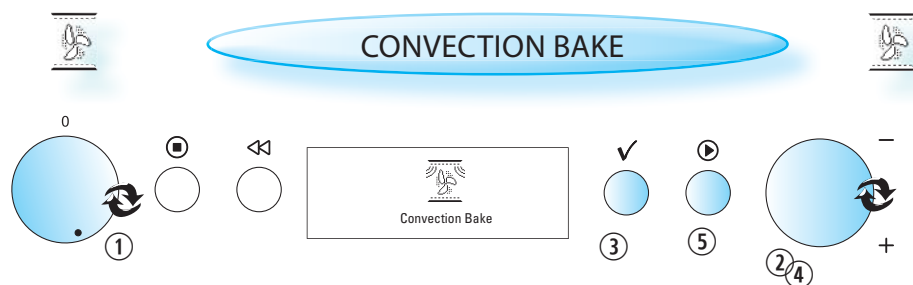 CONVECTION BAKE
0
Convection Bake
− +
① ③ ⑤ ② ④